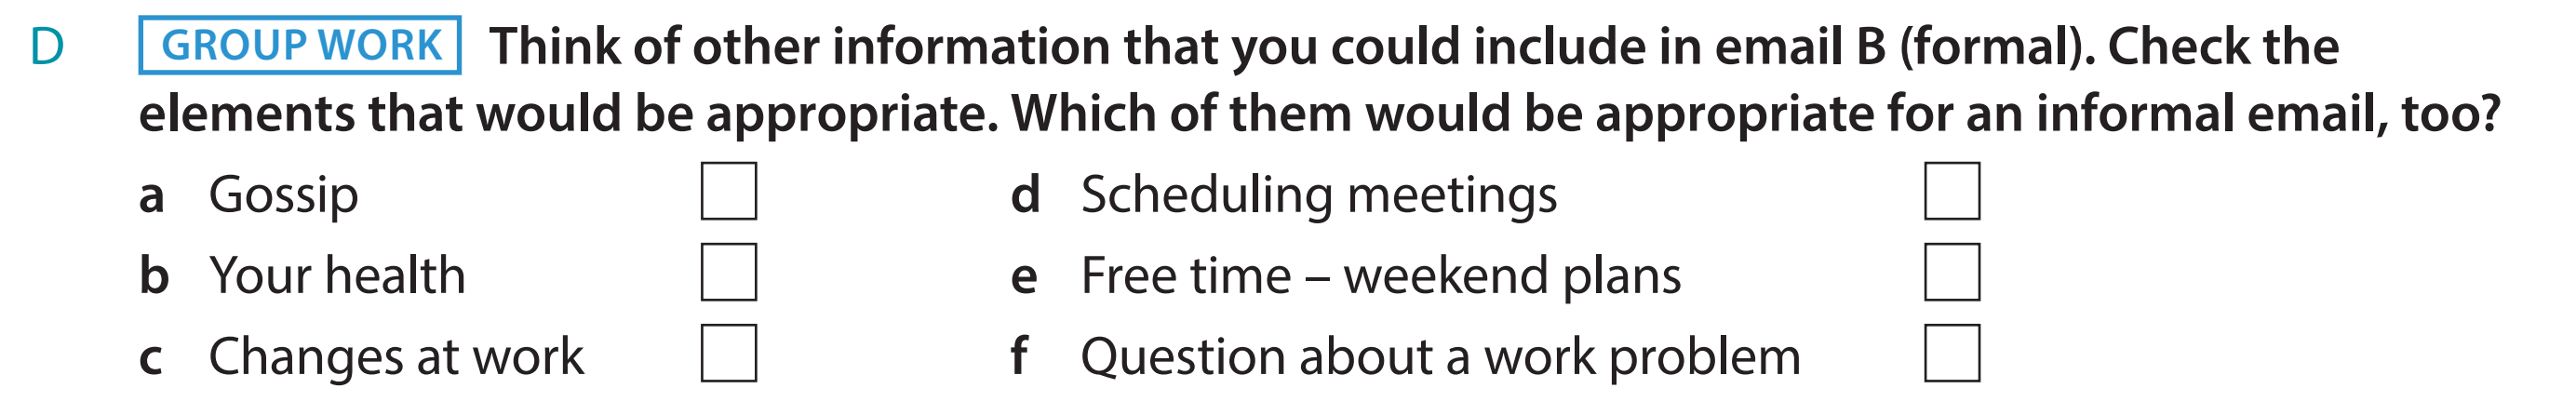 D GROUP WORK Think of other information that you could include in email B (formal). Check the
elements that would be appropriate. Which of them would be appropriate for an informal email, too?
a Gossip d Scheduling meetings
b Your health e Free time – weekend plans
c Changes at work f Question about a work problem